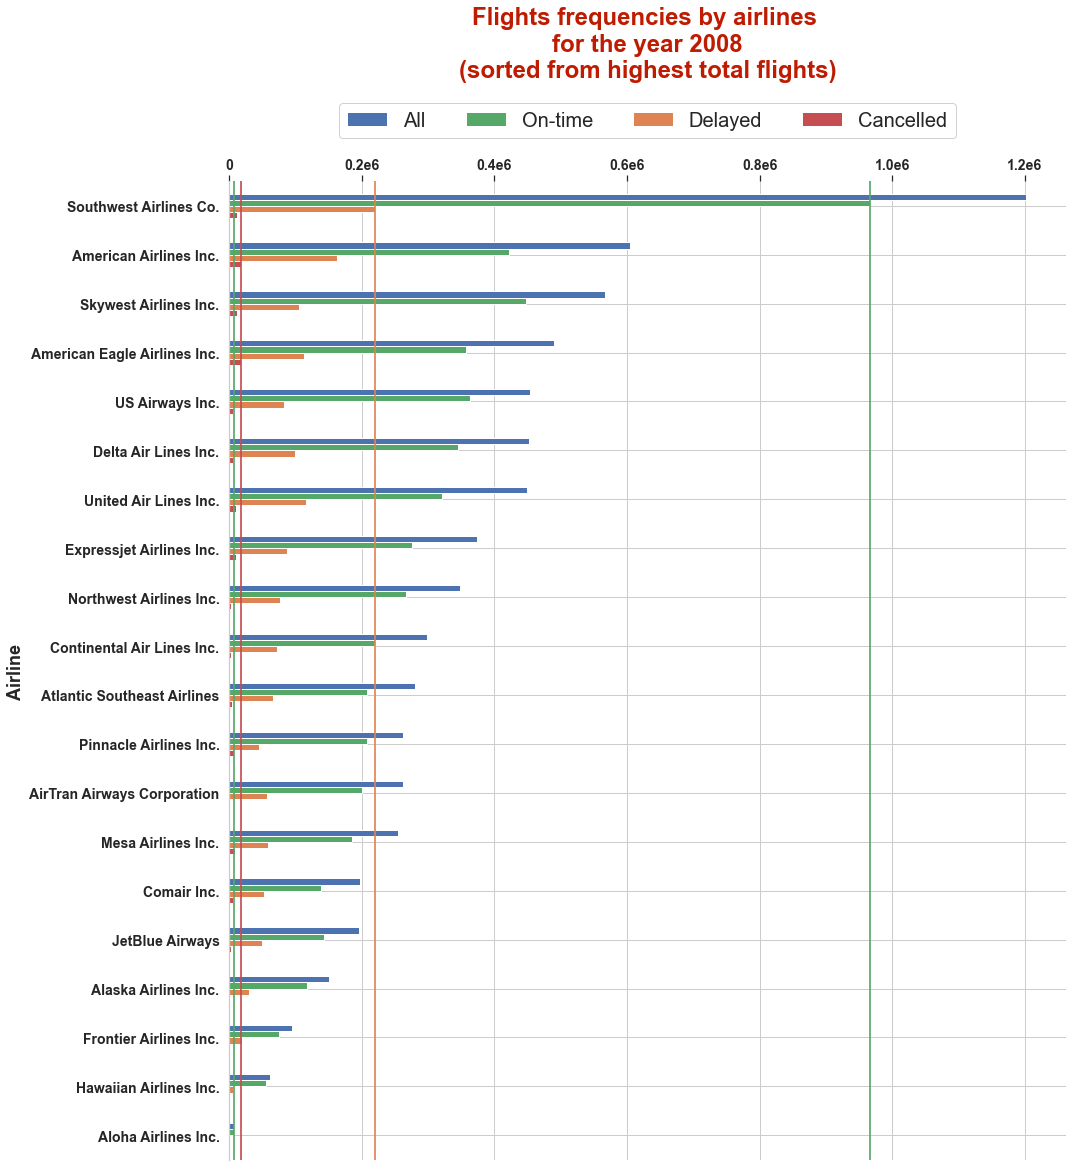 Flights frequencies by airlines
for the year 2008
(sorted from highest total flights)
All On-time Delayed Cancelled
0 0.2e6 0.4e6 0.6e6 0.8e6 1.0e6 1.2e6
Southwest Airlines Co.
American Airlines Inc.
Skywest Airlines Inc.
American Eagle Airlines Inc.
US Airways Inc.
Delta Air Lines Inc.
United Air Lines Inc.
Expressjet Airlines Inc.
Northwest Airlines Inc.
Continental Air Lines Inc.
Airline
Atlantic Southeast Airlines
Pinnacle Airlines Inc.
AirTran Airways Corporation
Mesa Airlines Inc.
Comair Inc.
JetBlue Airways
Alaska Airlines Inc.
Frontier Airlines Inc.
Hawaiian Airlines Inc.
Aloha Airlines Inc.